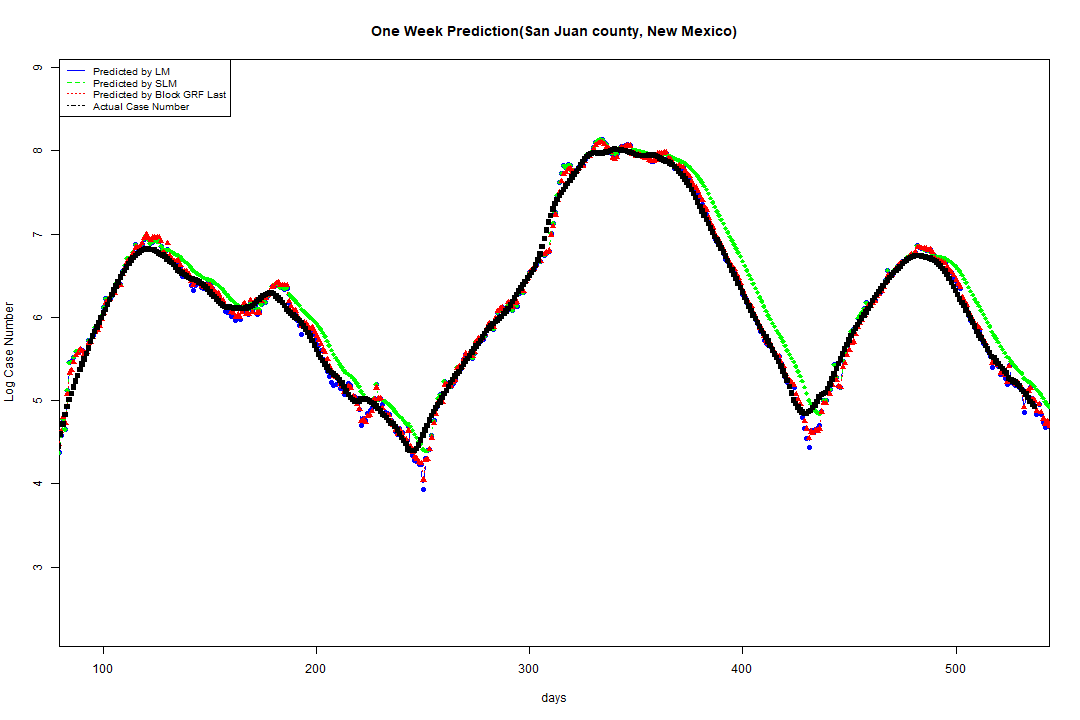 One Week Prediction(San Juan county, New Mexico)
Predicted by LM
Predicted by SLM
Predicted by Block GRF Last
Actual Case Number
9
8
7
6
5
4
3
Log Case Number
100 200 300 400 500
days